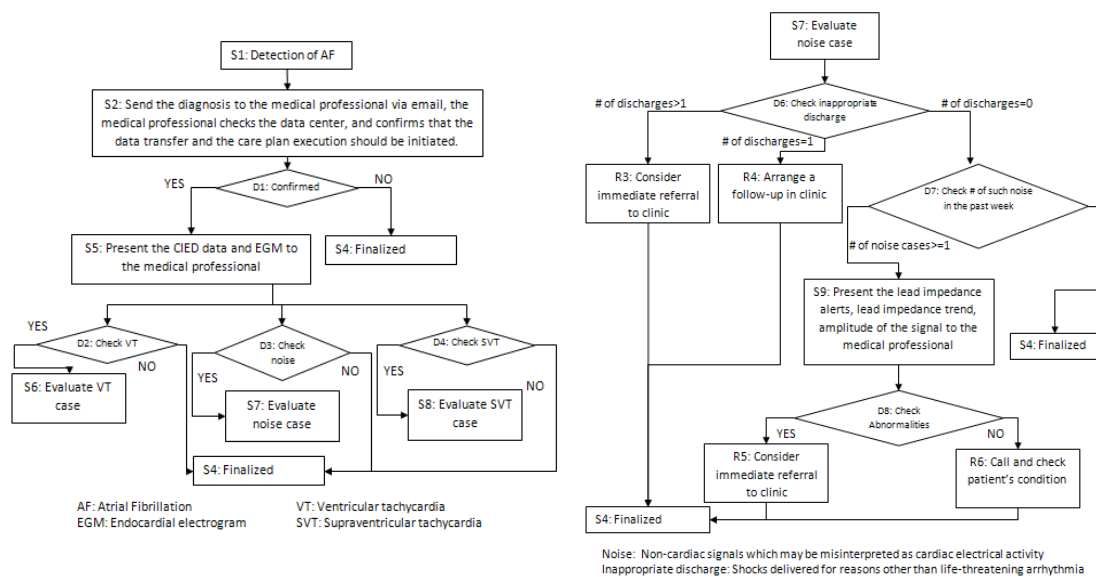 S1: Detection of AF
S2: Send the diagnosis to the medical professional via email, the
medical professional checks the data center, and confirms that the
data transfer and the care plan execution should be initiated.
YES
D1: Confirmed
NO
S5: Present the CIED data and EGM to
the medical professional
S4: Finalized
YES
D2: Check VT
NO
D3: Check
noise
YES
NO
D4: Check SVT
YES
NO
S6: Evaluate VT
case
S7: Evaluate
noise case
S8: Evaluate SVT
case
S4: Finalized
AF: Atrial Fibrillation
VT: Ventricular tachycardia
EGM: Endocardial electrogram
SVT: Supraventricular tachycardia
S7: Evaluate
noise case
# of discharges>1
D6: Check inappropriate
discharge
# of discharges=0
# of discharges=1
R3: Consider
immediate referral
to clinic
R4: Arrange a
follow-up in clinic
D7: Check # of such noise
in the past week
# of noise cases>=1
S9: Present the lead impedance
alerts, lead impedance trend,
amplitude of the signal to the
medical professional
S4: Finalized
D8: Check
Abnormalities
YES
NO
R5: Consider
immediate referral
to clinic
R6: Call and check
patient's condition
S4: Finalized
Noise: Non-cardiac signals which may be misinterpreted as cardiac electrical activity
Inappropriate discharge: Shocks delivered for reasons other than life-threatening arrhythmia